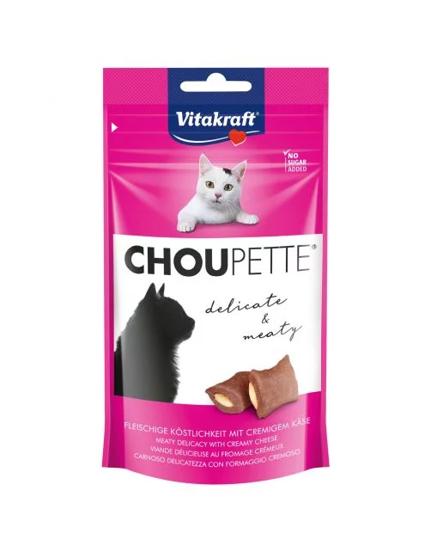 Vitakraft®
NO
SUGAR
ADDED
CHOUPETTE®
delicate
&
meaty
FLEISCHIGE KÖSTLICHKEIT MIT CREMIGEM KÄSE
MEATY DELICACY WITH CREAMY CHEESE
VIANDE DÉLICIEUSE AU FROMAGE CRÉMEUX
CARNOSO DELICATEZZA CON FORMAGGIO CREMOSO